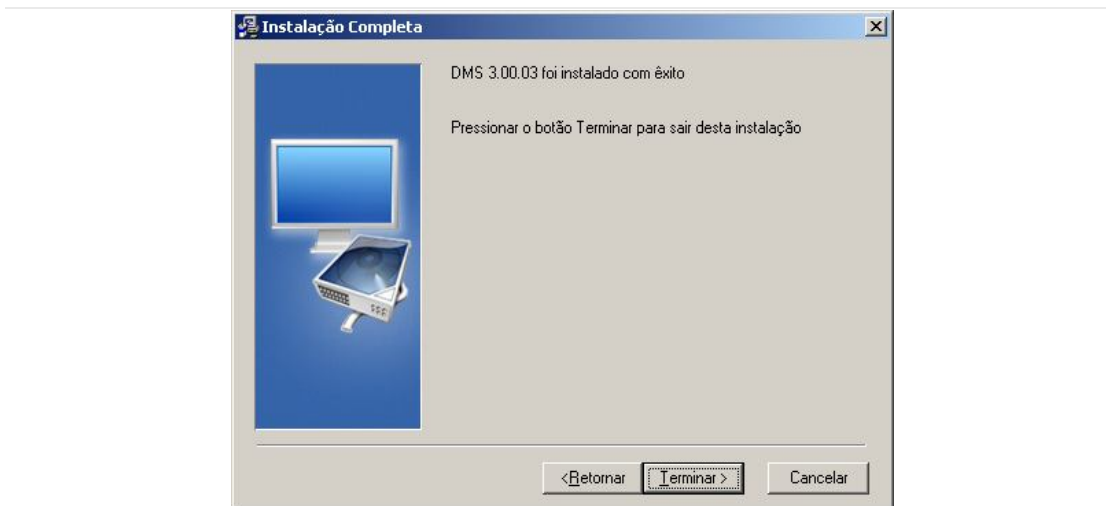 Instalação Completa
DMS 3.00.03 foi instalado com êxito
Pressionar o botão Terminar para sair desta instalação
<Retornar
Terminar>
Cancelar